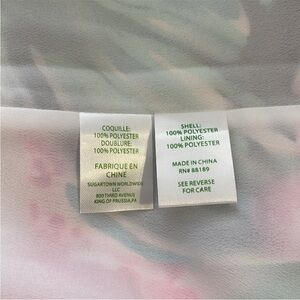 COQUILLE:
100% POLYESTER
DOUBLURE:
100% POLYESTER
FABRIQUE EN
CHINE
SUGARTOWN WORLDWIDE
LLC
800 THIRD AVENUE
KING OF PRUSSIA,PA
SHELL:
100% POLYESTER
LINING:
100% POLYESTER
MADE IN CHINA
RN# 88189
SEE REVERSE
FOR CARE